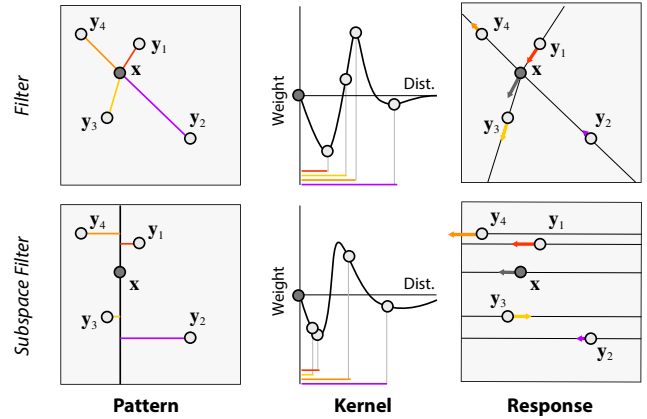 Filter
y4
y1
x
y3
y2
Weight
Dist.
y4
y1
x
y3
y2
Subspace Filter
y4
y1
x
y3
y2
Weight
Dist.
y4
y1
x
y3
y2
Pattern
Kernel
Response